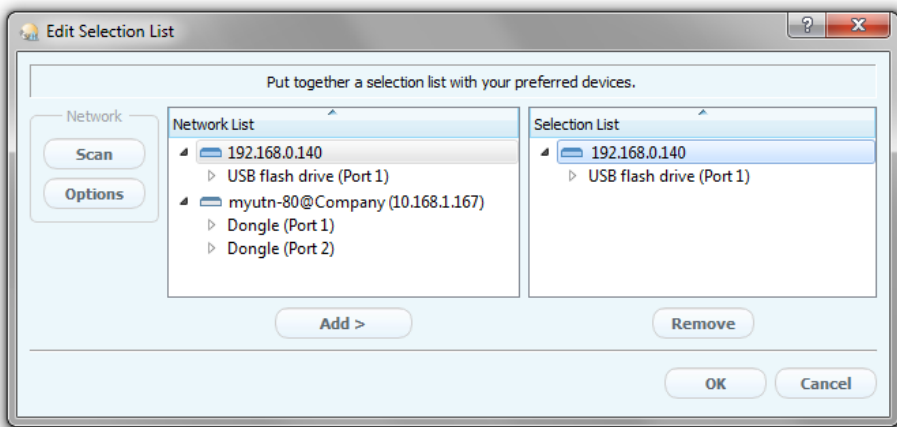 Edit Selection List
?
X
Put together a selection list with your preferred devices.
Network
Scan
Options
Network List
192.168.0.140
USB flash drive (Port 1)
myutn-80@Company (10.168.1.167)
Dongle (Port 1)
Dongle (Port 2)
Add >
Selection List
192.168.0.140
USB flash drive (Port 1)
Remove
OK
Cancel